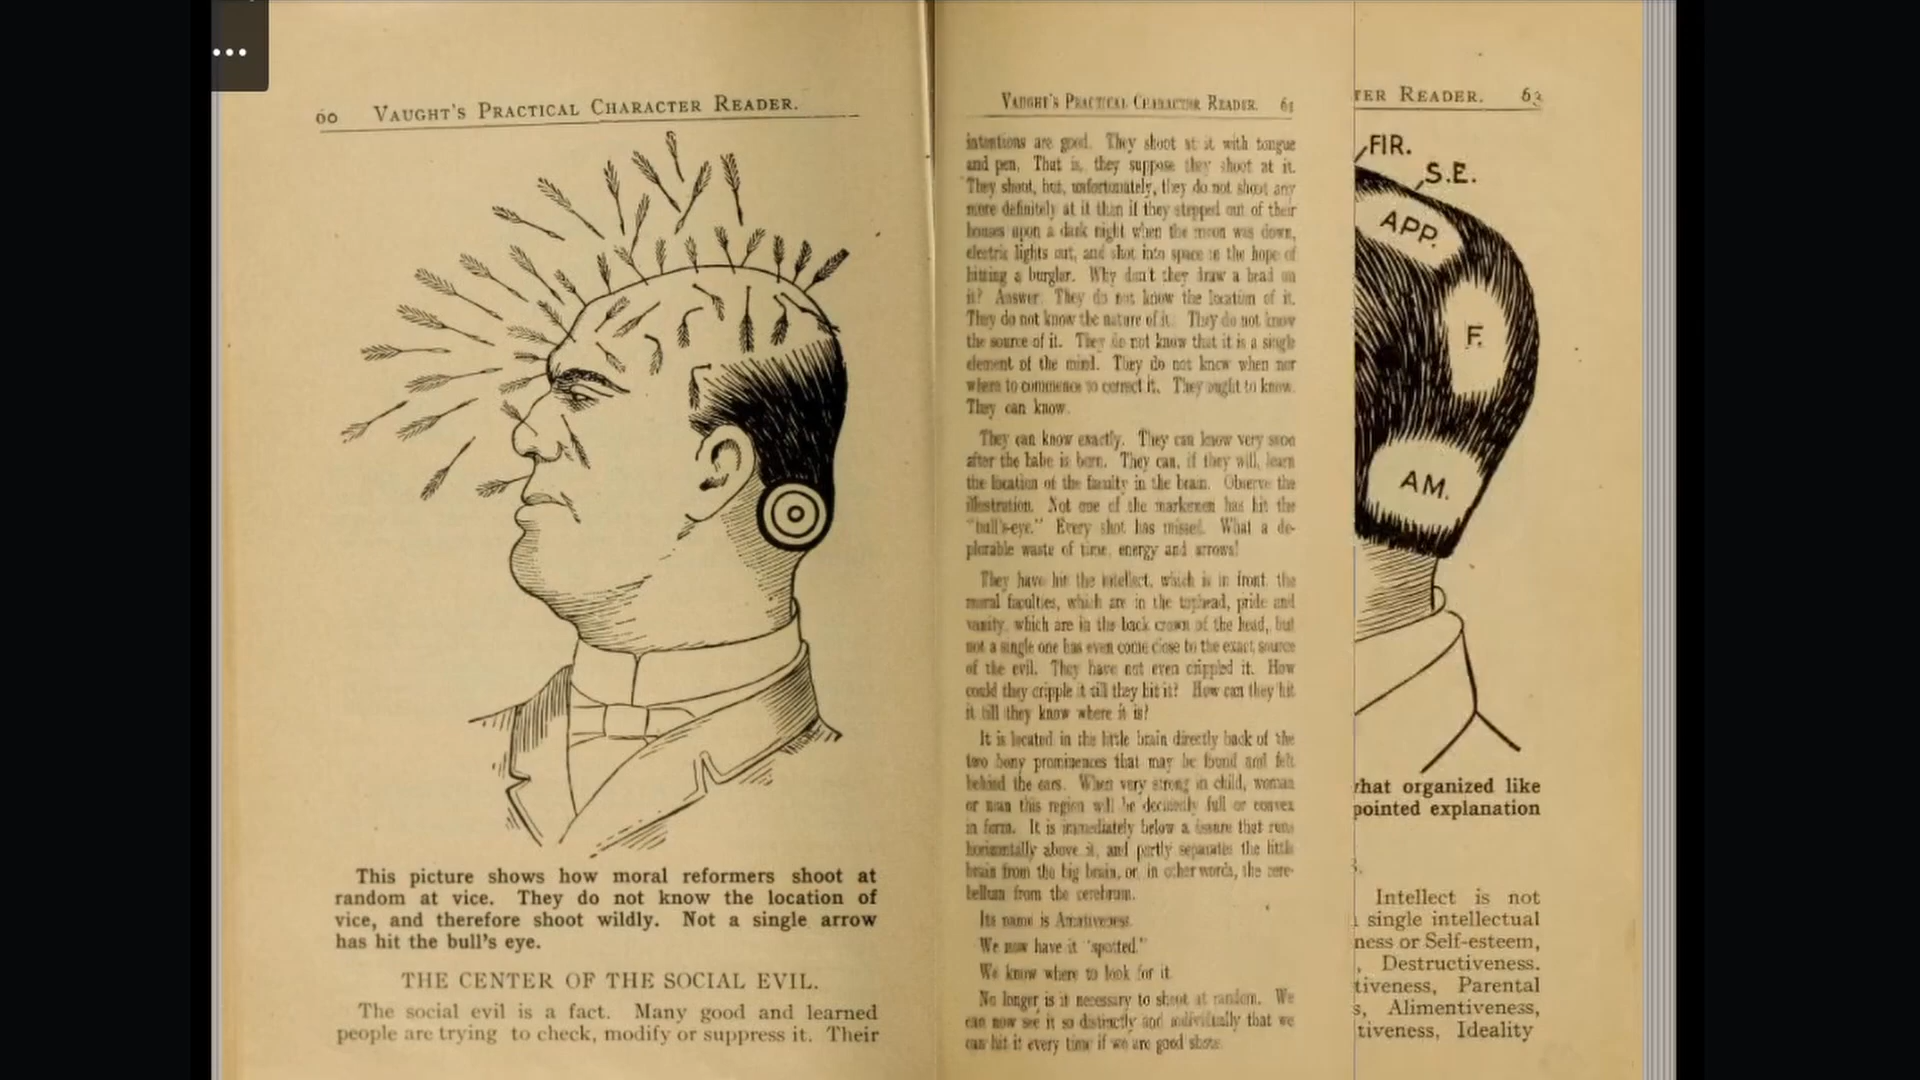 60 VAUGHT'S PRACTICAL CHARACTER READER.
This picture shows how moral reformers shoot at
random at vice. They do not know the location of
vice, and therefore shoot wildly. Not a single arrow
has hit the bull's eye.
THE CENTER OF THE SOCIAL EVIL.
The social evil is a fact. Many good and learned
people are trying to check, modify or suppress it. Their
VAUGHT'S PRACTICAL CHARACTER READER. 61
intentions are good. They shoot at it with tongue
and pen. That is, they suppose they shoot at it.
They shoot, but, unfortunately, they do not shoot any
more definitely at it than if they stepped out of their
houses upon a dark night when the moon was down,
electric lights out, and shot into space in the hope of
hitting a burglar. Why don't they draw a bead on
it? Answer: They do not know the location of it.
They do not know the nature of it. They do not know
the source of it. They do not know that it is a single
element of the mind. They do not know when nor
where to commence to correct it. They ought to know.
They can know.
They can know exactly. They can know very soon
after the babe is born. They can, if they will, learn
the location of the faculty in the brain. Observe the
illustration. Not one of the marksmen has hit the
"bull's-eye." Every shot has missed. What a de-
plorable waste of time, energy and arrows!
They have hit the intellect, which is in front, the
moral faculties, which are in the tophead, pride and
vanity, which are in the back crown of the head, but
not a single one has even come close to the exact source
of the evil. They have not even crippled it. How
could they cripple it till they hit it? How can they hit
it till they know where it is?
It is located in the little brain directly back of the
two bony prominences that may be found and felt
behind the ears. When very strong in child, woman
or man this region will be decidedly full or convex
in form. It is immediately below a fissure that runs
horizontally above it, and partly separates the little
brain from the big brain, or, in other words, the cere-
bellum from the cerebrum.
Its name is Amativeness.
We now have it "spotted."
We know where to look for it.
No longer is it necessary to shoot at random. We
can now see it so distinctly and individually that we
can hit it every time if we are good shots.
TER READER. 63
FIR.
S.E.
APP.
F.
AM.
what organized like
pointed explanation
Intellect is not
single intellectual
ness or Self-esteem,
, Destructiveness.
tiveness, Parental
s, Alimentiveness,
tiveness, Ideality